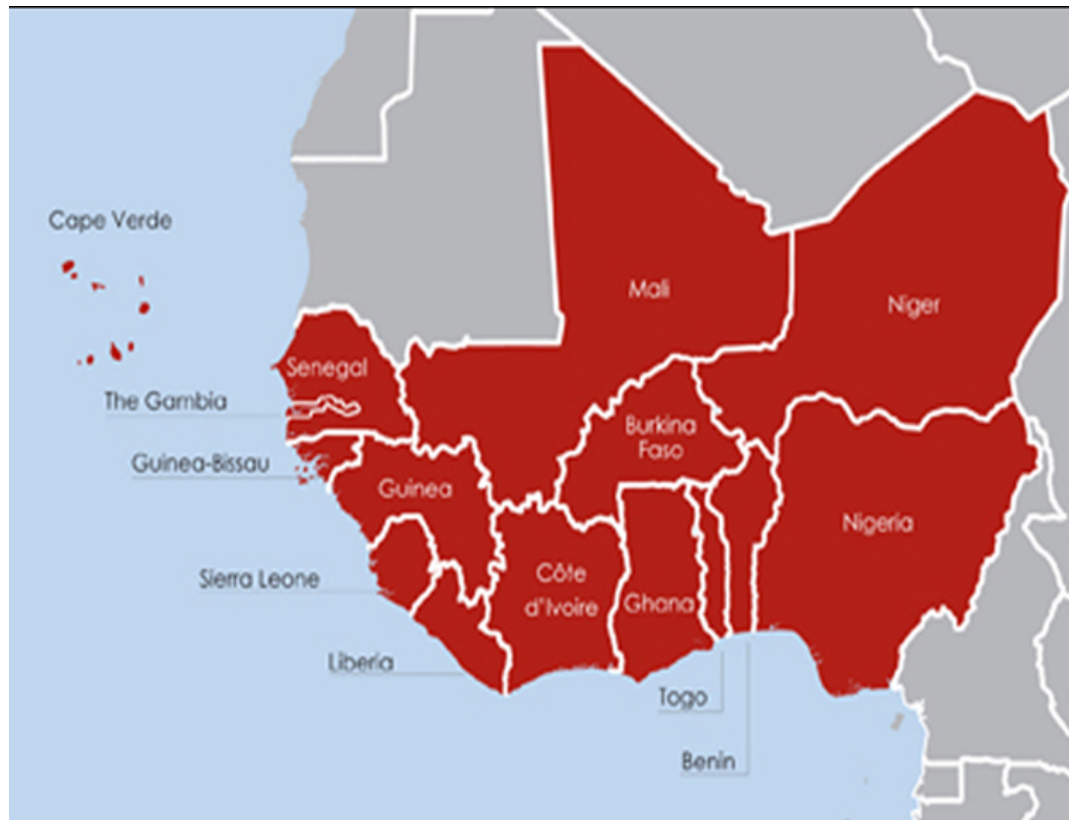 Cape Verde
Mali
Niger
Senegal
The Gambia
Burkina
Faso
Guinea-Bissau
Guinea
Nigeria
Sierra Leone
Côte
d'Ivoire
Ghana
Liberia
Togo
Benin